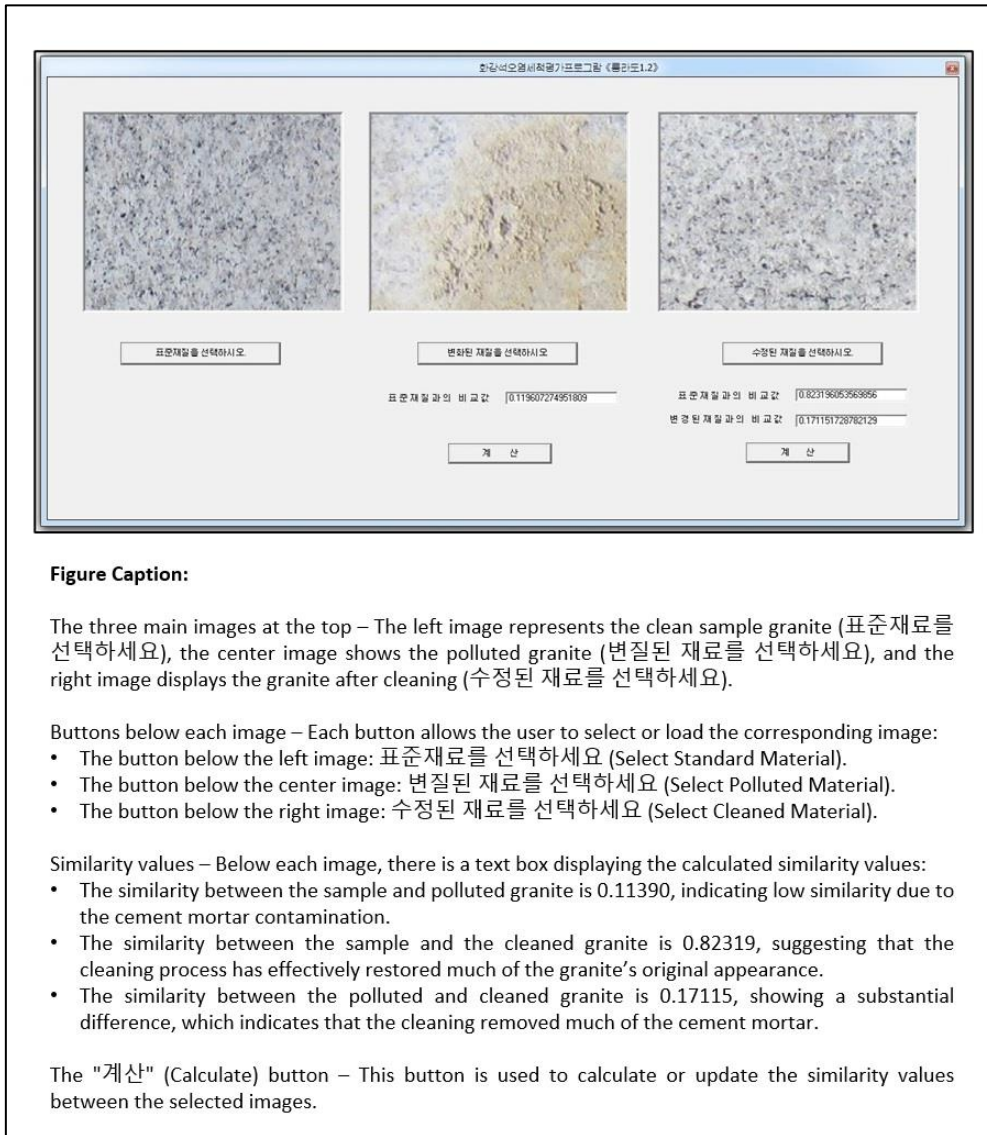 화강석오염세척평가프로그람 《룡라도1.2》
표준재질을 선택하시오.
변화된 재질을 선택하시오
수정된 재질을 선택하시오.
표준재질과의 비교값 0.119607274951809
표준재질과의 비교값 0.823196053569856
변경된재질과의 비교값 0.171151728782129
계 산
계 산
Figure Caption:
The three main images at the top – The left image represents the clean sample granite (표준재료를
선택하세요), the center image shows the polluted granite (변질된 재료를 선택하세요), and the
right image displays the granite after cleaning (수정된 재료를 선택하세요).
Buttons below each image – Each button allows the user to select or load the corresponding image:
• The button below the left image: 표준재료를 선택하세요 (Select Standard Material).
• The button below the center image: 변질된 재료를 선택하세요 (Select Polluted Material).
• The button below the right image: 수정된 재료를 선택하세요 (Select Cleaned Material).
Similarity values – Below each image, there is a text box displaying the calculated similarity values:
• The similarity between the sample and polluted granite is 0.11390, indicating low similarity due to
the cement mortar contamination.
• The similarity between the sample and the cleaned granite is 0.82319, suggesting that the
cleaning process has effectively restored much of the granite's original appearance.
• The similarity between the polluted and cleaned granite is 0.17115, showing a substantial
difference, which indicates that the cleaning removed much of the cement mortar.
The "계산" (Calculate) button – This button is used to calculate or update the similarity values
between the selected images.